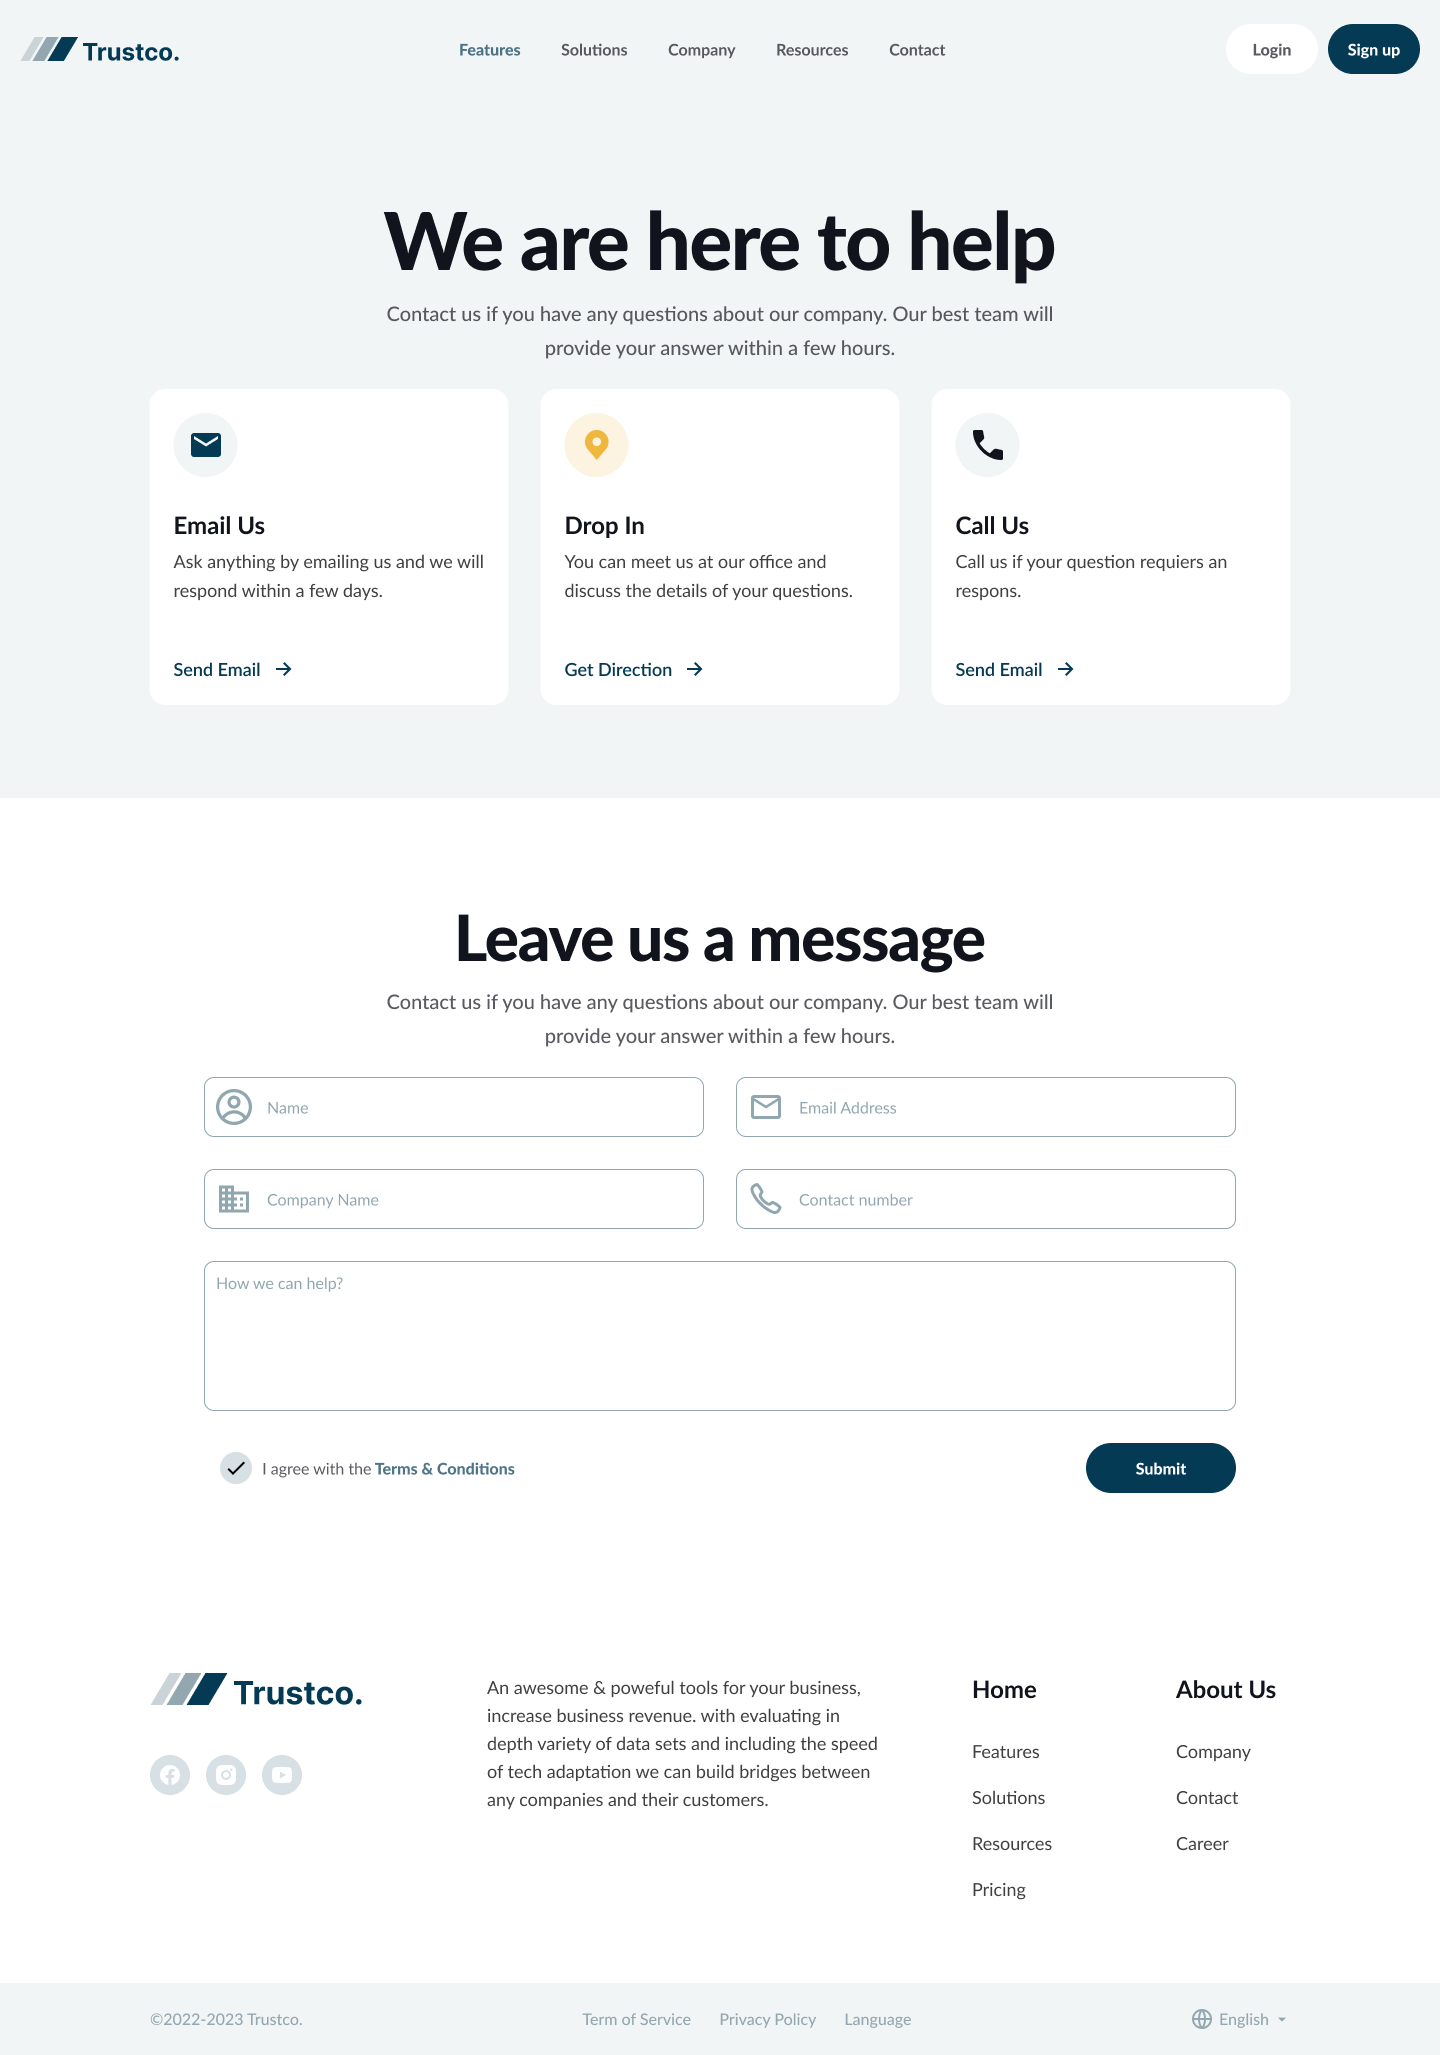 Trustco.
Features
Solutions
Company
Resources
Contact
Login
Sign up
We are here to help
Contact us if you have any questions about our company. Our best team will
provide your answer within a few hours.
Email Us
Ask anything by emailing us and we will
respond within a few days.
Send Email
Drop In
You can meet us at our office and
discuss the details of your questions.
Get Direction
Call Us
Call us if your question requiers an
respons.
Send Email
Leave us a message
Contact us if you have any questions about our company. Our best team will
provide your answer within a few hours.
Name
Email Address
Company Name
Contact number
How we can help?
I agree with the Terms & Conditions
Submit
Trustco.
An awesome & poweful tools for your business,
increase business revenue. with evaluating in
depth variety of data sets and including the speed
of tech adaptation we can build bridges between
any companies and their customers.
Home
Features
Solutions
Resources
Pricing
About Us
Company
Contact
Career
©2022-2023 Trustco.
Term of Service
Privacy Policy
Language
English